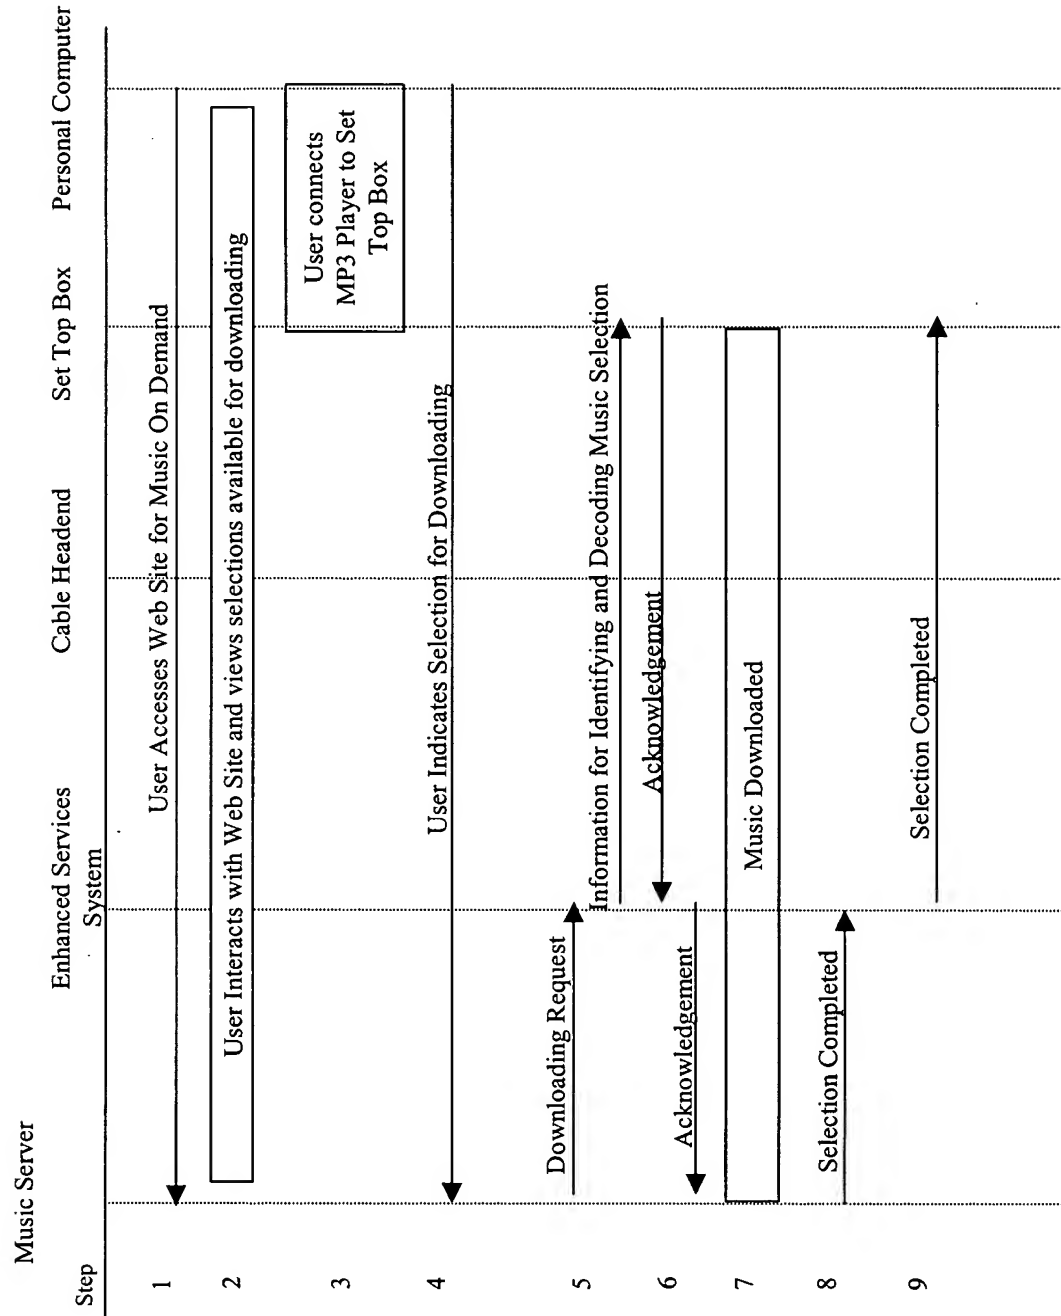 Music Server
Enhanced Services
System
Cable Headend
Set Top Box
Personal Computer
Step
1
User Accesses Web Site for Music On Demand
2
User Interacts with Web Site and views selections available for downloading
3
User connects
MP3 Player to Set
Top Box
4
User Indicates Selection for Downloading
5
Downloading Request
Information for Identifying and Decoding Music Selection
6
Acknowledgement
Acknowledgement
7
Music Downloaded
8
Selection Completed
9
Selection Completed